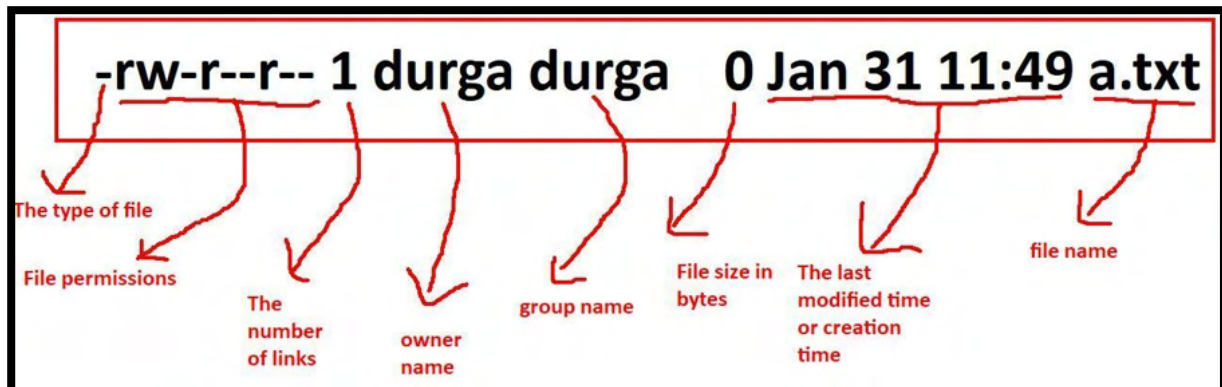 -rw-r--r-- 1 durga durga 0 Jan 31 11:49 a.txt
The type of file
File permissions
The
number
of links
owner
name
group name
File size in
bytes
The last
modified time
or creation
time
file name